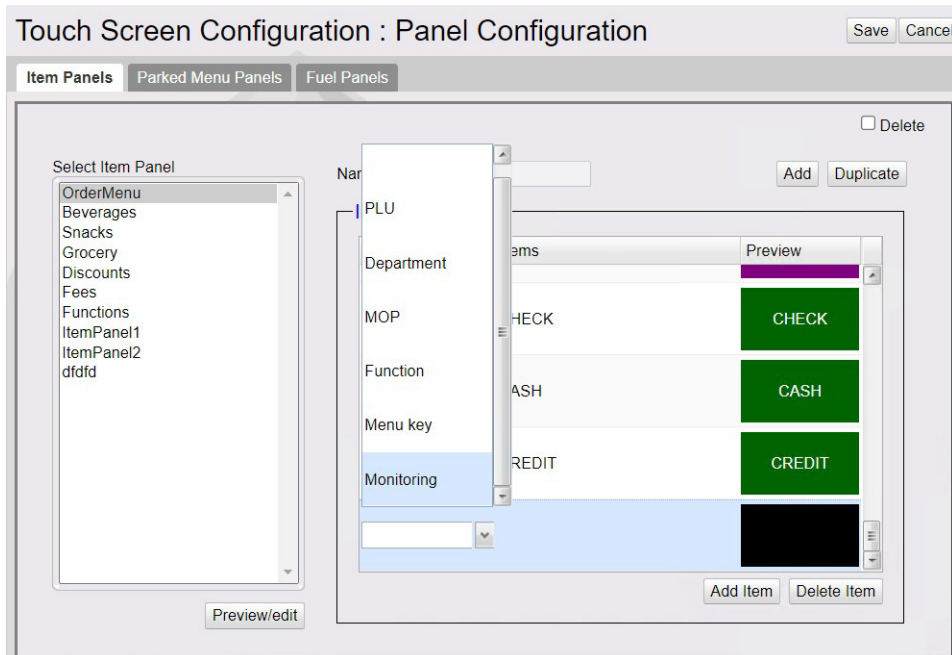 Touch Screen Configuration : Panel Configuration
Save Cancel
Item Panels Parked Menu Panels Fuel Panels
Delete
Select Item Panel
OrderMenu
Beverages
Snacks
Grocery
Discounts
Fees
Functions
ItemPanel1
ItemPanel2
dfdfd
Preview/edit
Nar
Add Duplicate
PLU
Department
MOP
Function
Menu key
Monitoring
ems Preview
HECK CHECK
ASH CASH
REDIT CREDIT
Add Item Delete Item